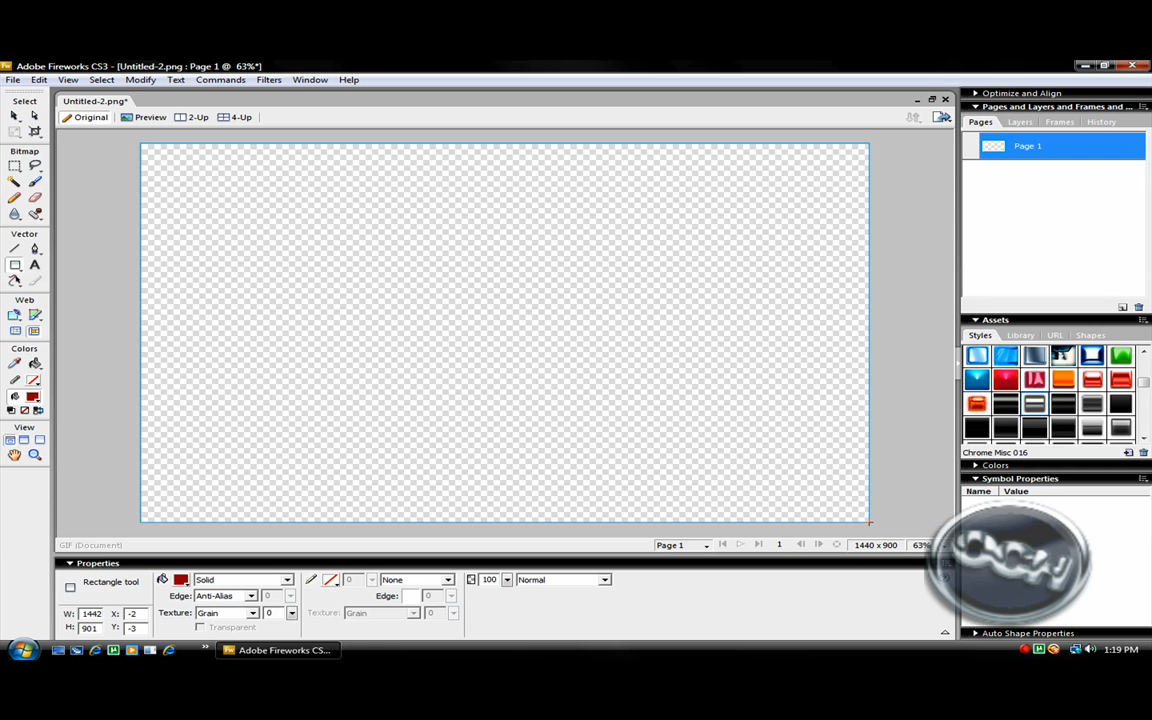 Adobe Fireworks CS3 - [Untitled-2.png : Page 1 @ 63%*]
File Edit View Select Modify Text Commands Filters Window Help
Select
Bitmap
Vector
Web
Colors
View
Untitled-2.png*
Original Preview 2-Up 4-Up
GIF (Document)
Page 1 1 1440 x 900 63%
Properties
Rectangle tool
W: 1442 X: -2
H: 901 Y: -3
Solid
Edge: Anti-Alias 0
Texture: Grain 0
Transparent
0 None
Edge: 0
Texture: Grain 0
100 Normal
Optimize and Align
Pages and Layers and Frames and ...
Pages Layers Frames History
Page 1
Assets
Styles Library URL Shapes
Chrome Misc 016
Colors
Symbol Properties
Name Value
Auto Shape Properties
Adobe Fireworks CS...
1:19 PM